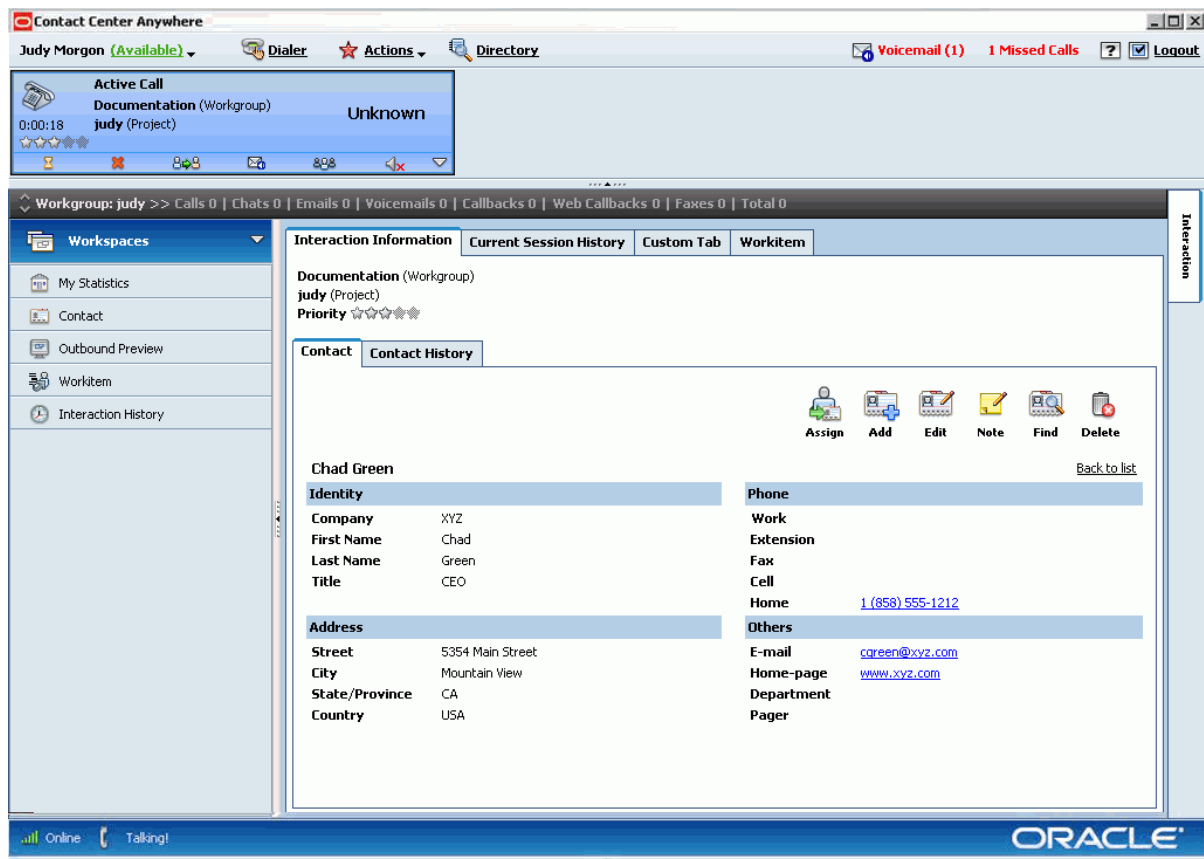 Contact Center Anywhere
Judy Morgon (Available) Dialer Actions Directory Voicemail (1) 1 Missed Calls ? Logout
Active Call
Documentation (Workgroup)
Unknown
0:00:18 judy (Project)
Workgroup: judy >> Calls 0 | Chats 0 | Emails 0 | Voicemails 0 | Callbacks 0 | Web Callbacks 0 | Faxes 0 | Total 0
Interaction
Workspaces
My Statistics
Contact
Outbound Preview
Workitem
Interaction History
Interaction Information Current Session History Custom Tab Workitem
Documentation (Workgroup)
judy (Project)
Priority
Contact Contact History
Assign Add Edit Note Find Delete
Chad Green Back to list
Identity
Company XYZ
First Name Chad
Last Name Green
Title CEO
Phone
Work
Extension
Fax
Cell
Home 1 (858) 555-1212
Address
Street 5354 Main Street
City Mountain View
State/Province CA
Country USA
Others
E-mail cgreen@xyz.com
Home-page www.xyz.com
Department
Pager
Online Talking! ORACLE